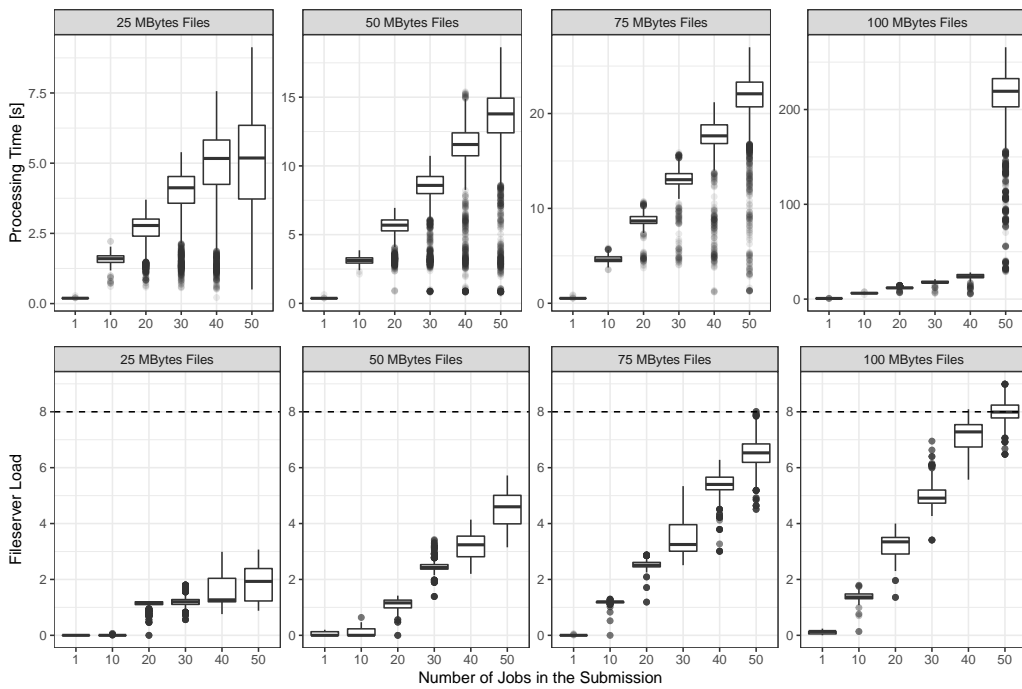 25 MBytes Files
50 MBytes Files
75 MBytes Files
100 MBytes Files
Processing Time [s]
7.5
5.0
2.5
0.0
15
10
5
0
20
10
0
200
100
0
1 10 20 30 40 50
1 10 20 30 40 50
1 10 20 30 40 50
1 10 20 30 40 50
25 MBytes Files
50 MBytes Files
75 MBytes Files
100 MBytes Files
Fileserver Load
8
6
4
2
0
8
6
4
2
0
8
6
4
2
0
8
6
4
2
0
1 10 20 30 40 50
1 10 20 30 40 50
1 10 20 30 40 50
1 10 20 30 40 50
Number of Jobs in the Submission